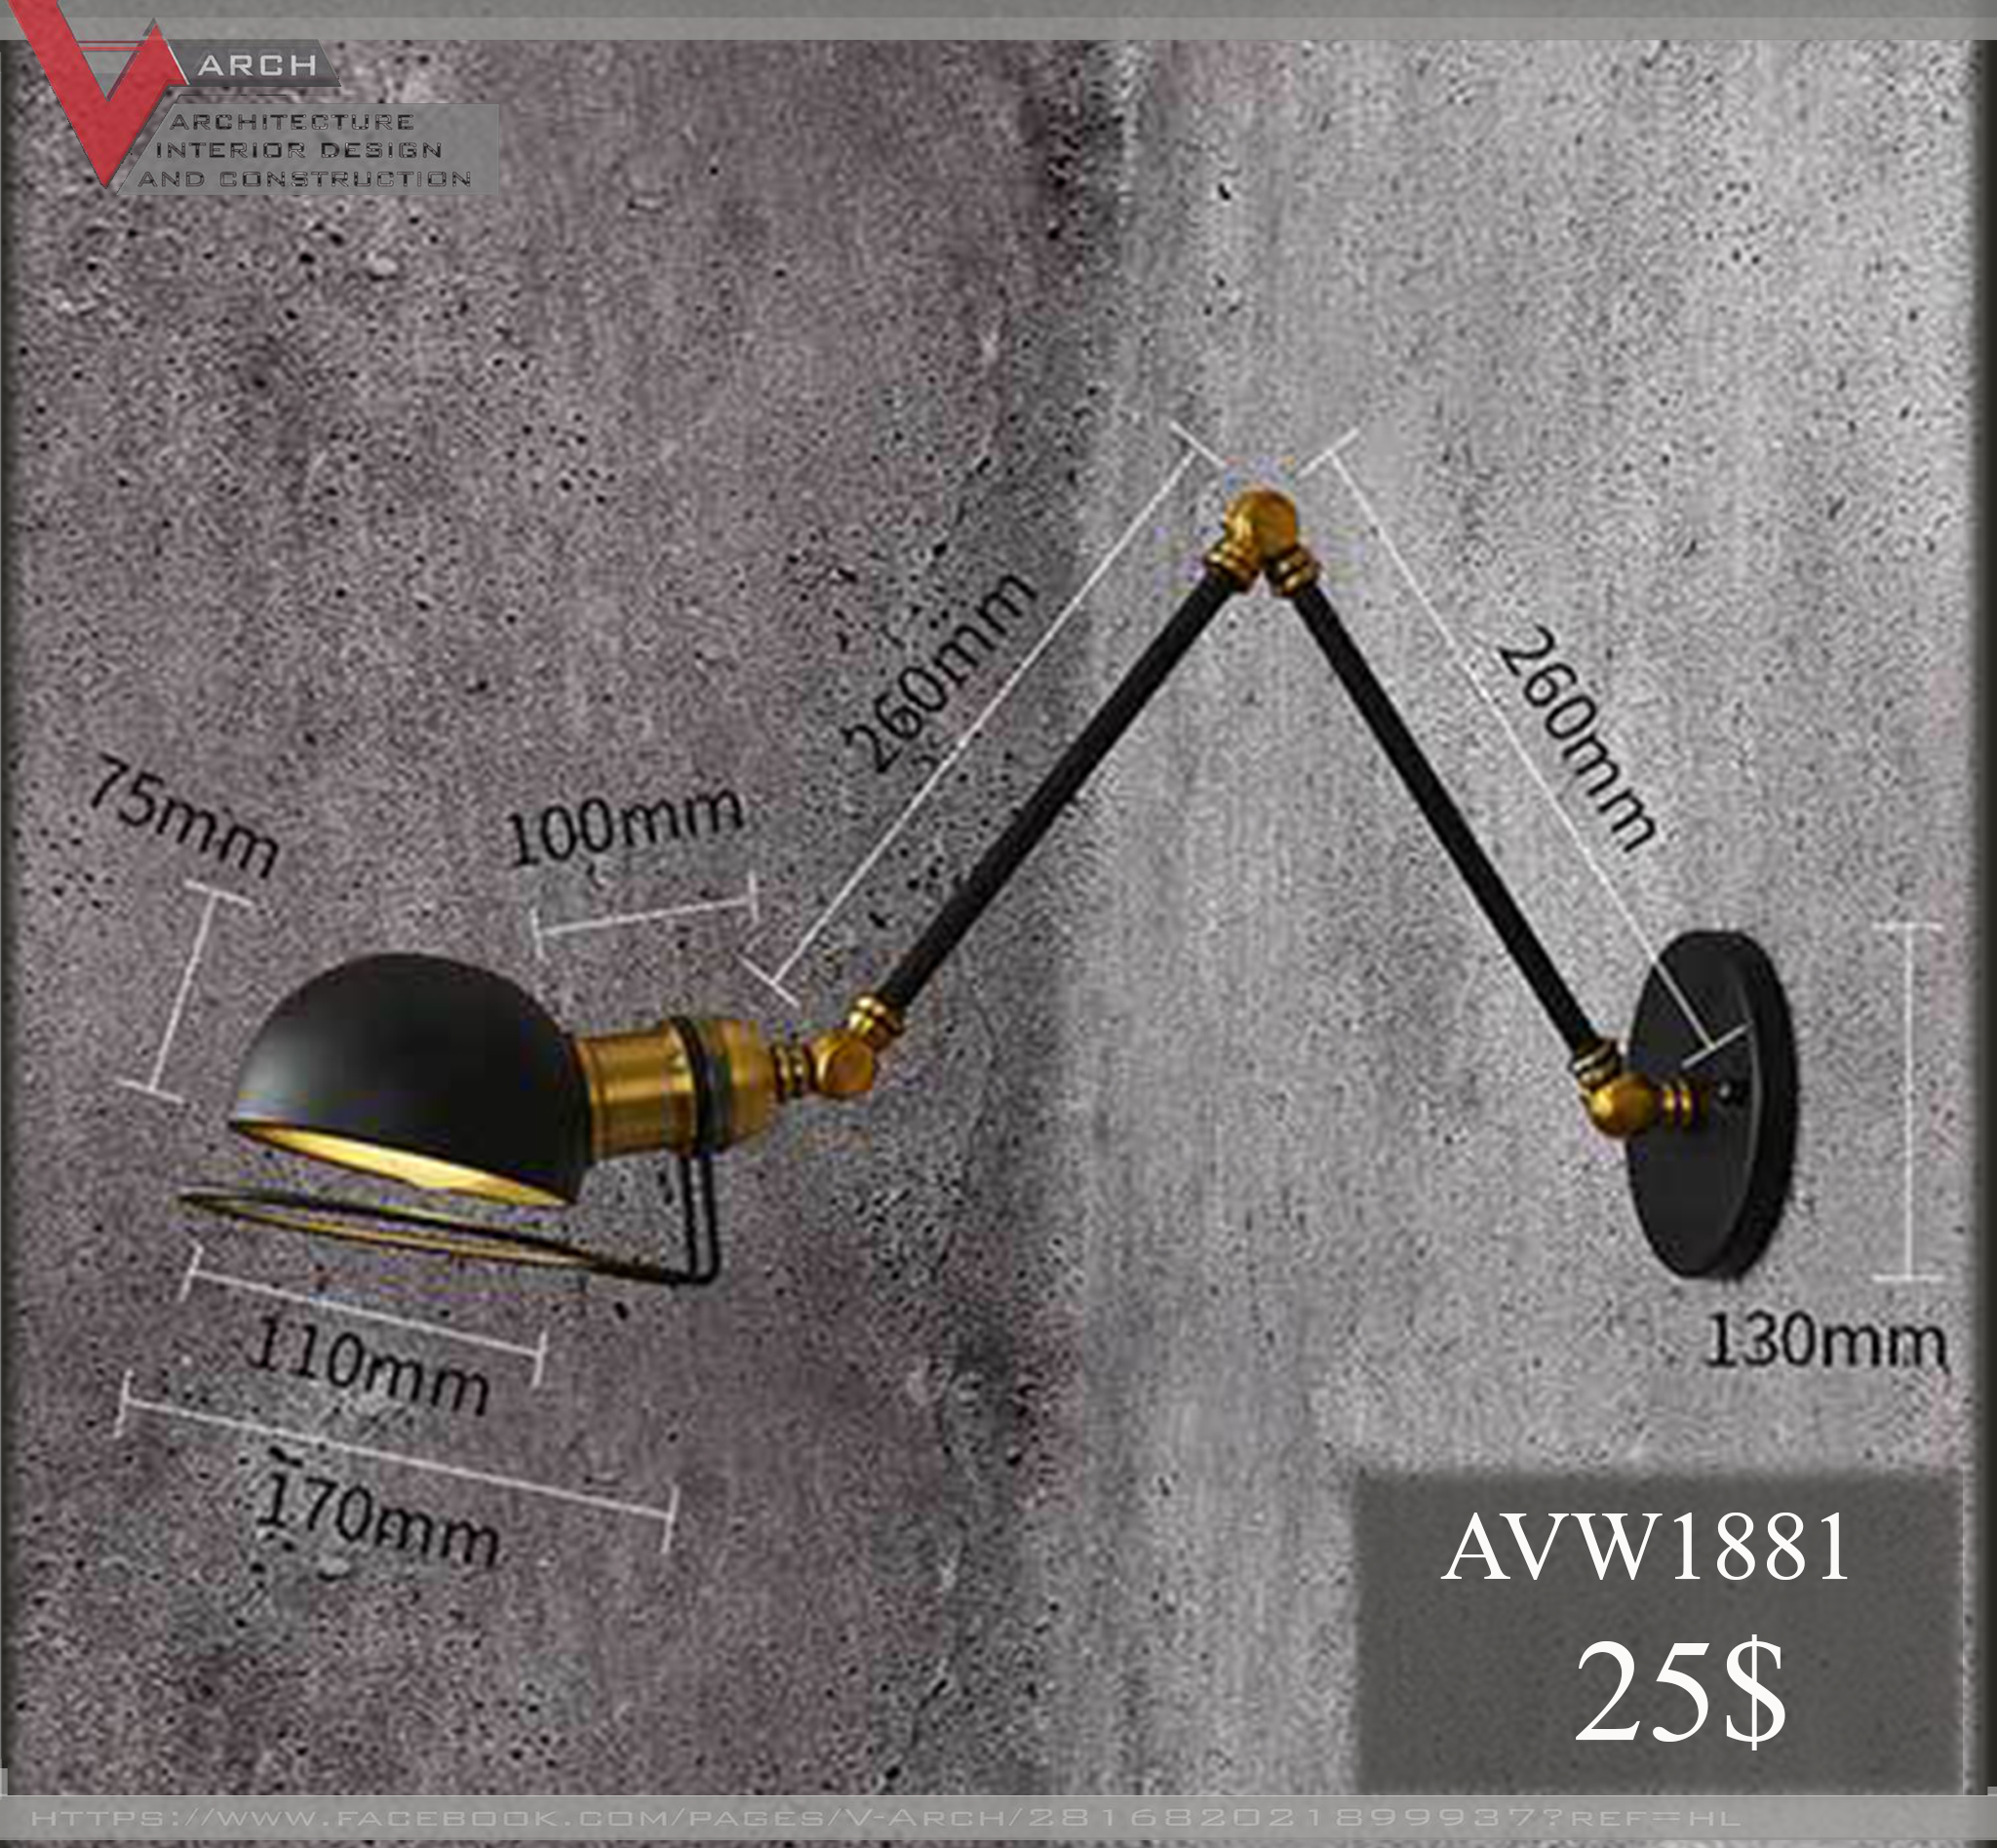 ARCH
ARCHITECTURE
INTERIOR DESIGN
AND CONSTRUCTION
260mm
260mm
75mm
100mm
110mm
130mm
170mm
AVW1881
25$
HTTPS://WWW.FACEBOOK.COM/PAGES/V-ARCH/281682021899937?REF=HL